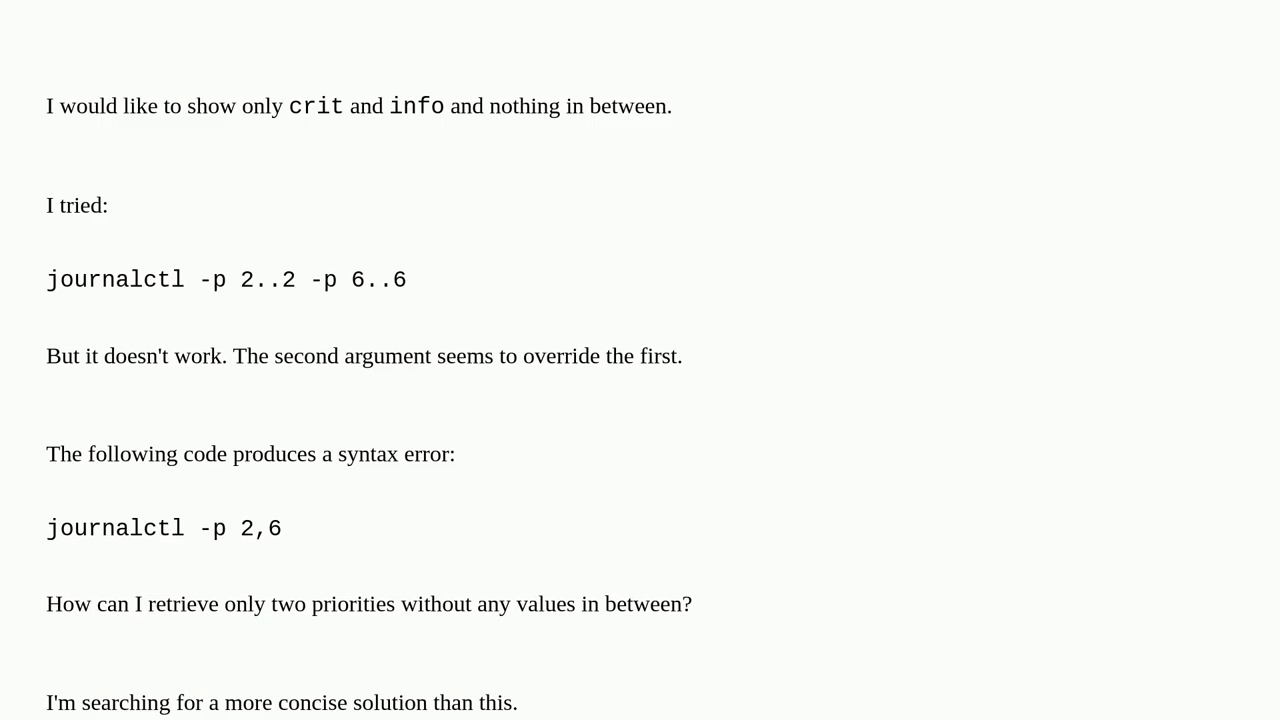 I would like to show only crit and info and nothing in between.
I tried:
journalctl -p 2..2 -p 6..6
But it doesn't work. The second argument seems to override the first.
The following code produces a syntax error:
journalctl -p 2,6
How can I retrieve only two priorities without any values in between?
I'm searching for a more concise solution than this.